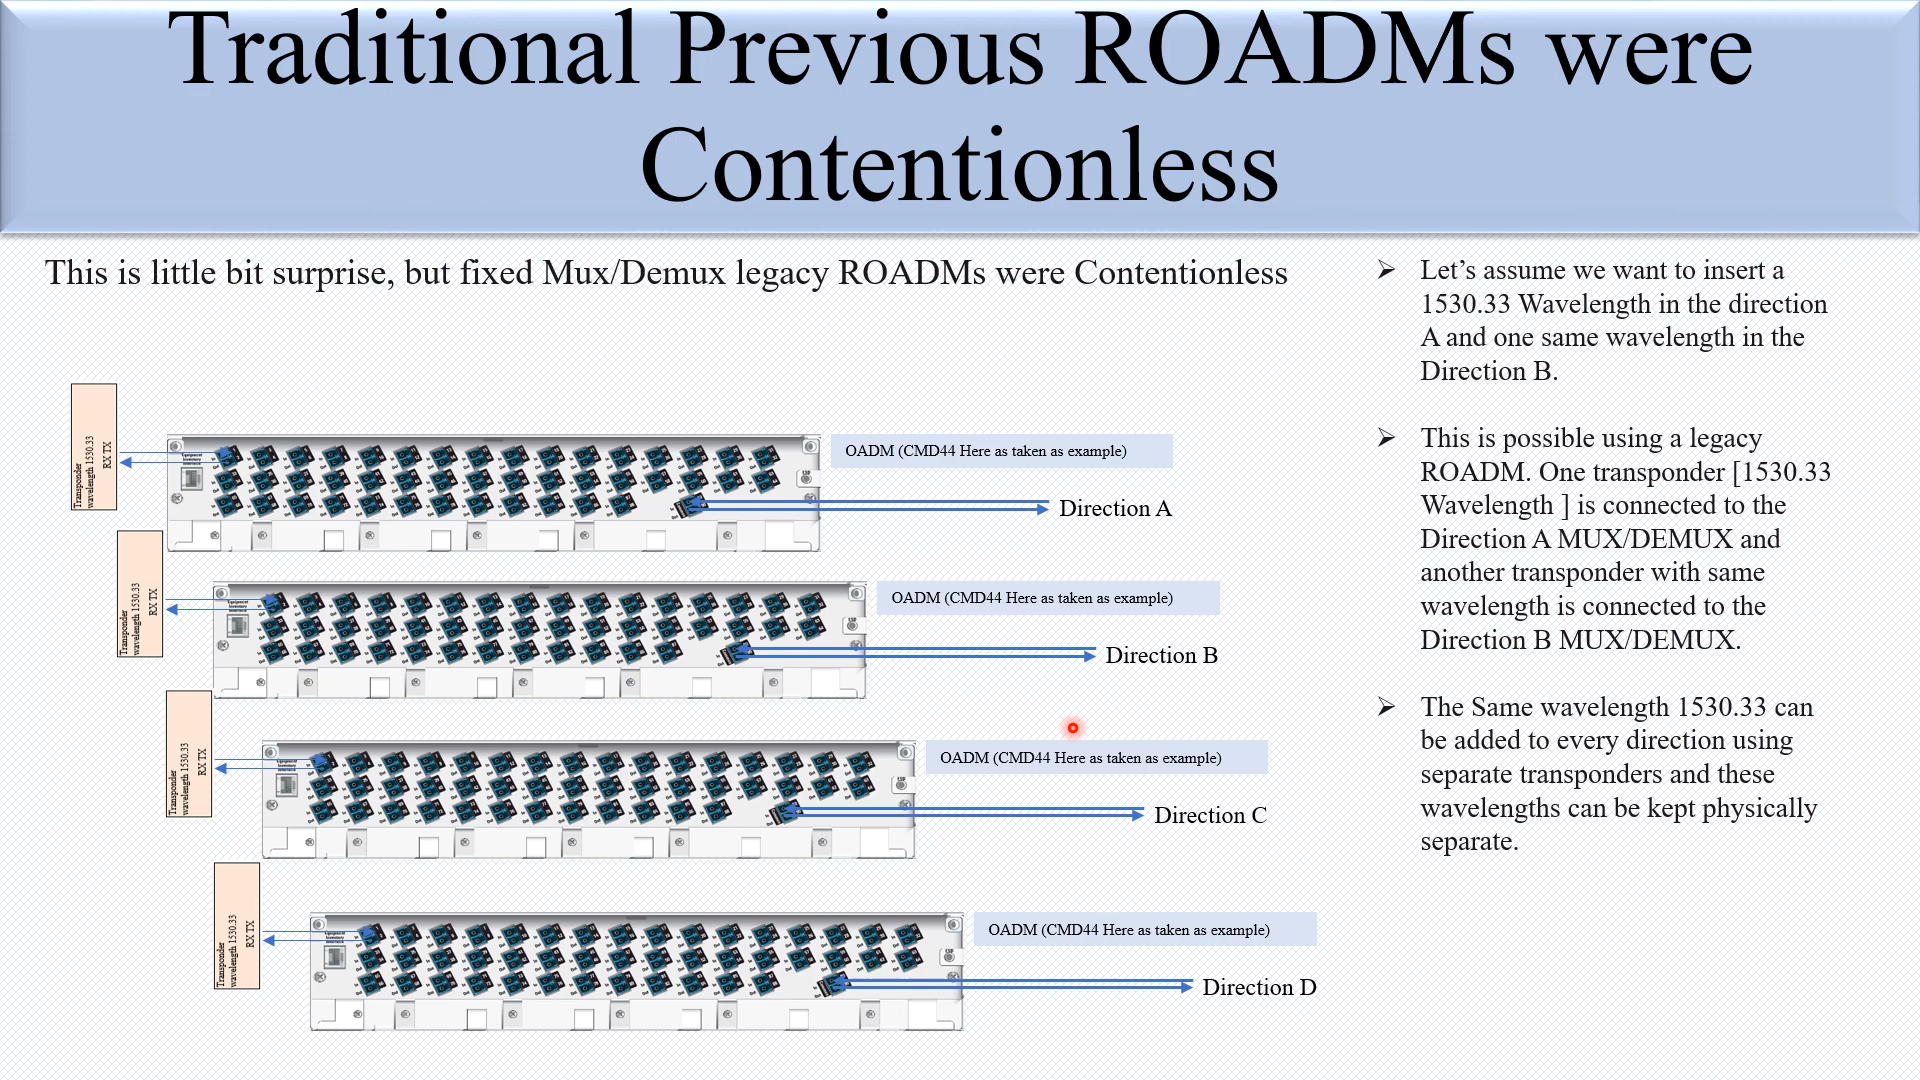 Traditional Previous ROADMs were
Contentionless
This is little bit surprise, but fixed Mux/Demux legacy ROADMs were Contentionless
Transponder
wavelength 1530.33
RX TX
OADM (CMD44 Here as taken as example)
Direction A
Transponder
wavelength 1530.33
RX TX
OADM (CMD44 Here as taken as example)
Direction B
Transponder
wavelength 1530.33
RX TX
OADM (CMD44 Here as taken as example)
Direction C
Transponder
wavelength 1530.33
RX TX
OADM (CMD44 Here as taken as example)
Direction D
➢ Let’s assume we want to insert a
1530.33 Wavelength in the direction
A and one same wavelength in the
Direction B.
➢ This is possible using a legacy
ROADM. One transponder [1530.33
Wavelength ] is connected to the
Direction A MUX/DEMUX and
another transponder with same
wavelength is connected to the
Direction B MUX/DEMUX.
➢ The Same wavelength 1530.33 can
be added to every direction using
separate transponders and these
wavelengths can be kept physically
separate.